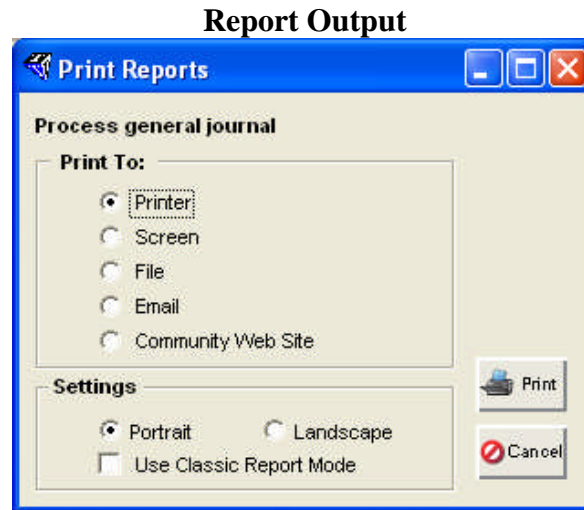 Report Output
Print Reports
Process general journal
Print To:
Printer
Screen
File
Email
Community Web Site
Settings
Portrait Landscape
Use Classic Report Mode
Print
Cancel